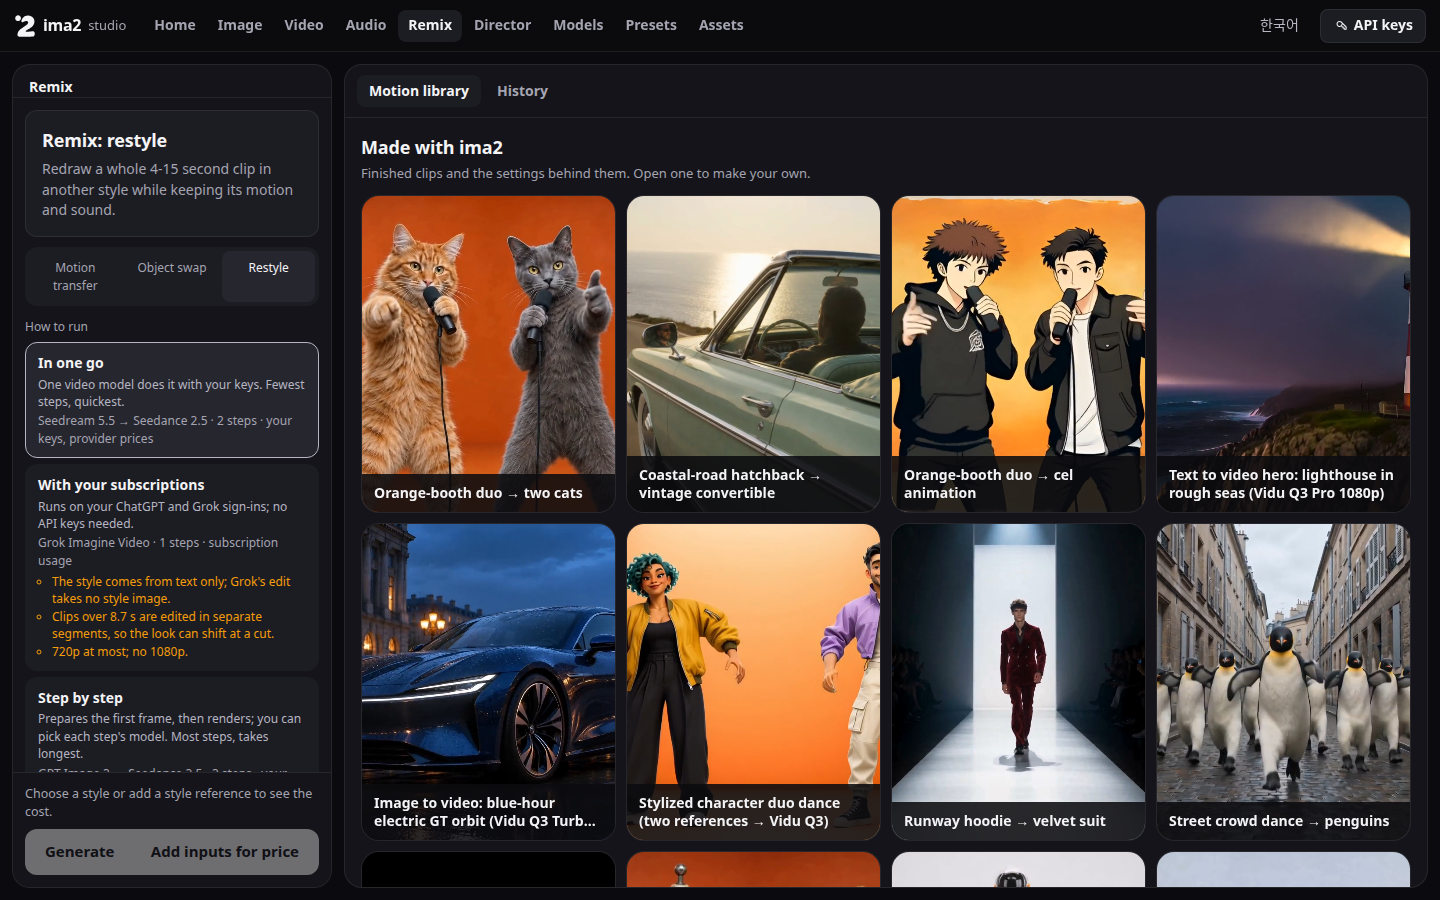 ima2 studio
Home
Image
Video
Audio
Remix
Director
Models
Presets
Assets
한국어
API keys
Remix
Remix: restyle
Redraw a whole 4-15 second clip in
another style while keeping its motion
and sound.
Motion
transfer
Object swap
Restyle
How to run
In one go
One video model does it with your keys. Fewest
steps, quickest.
Seedream 5.5 → Seedance 2.5 · 2 steps · your
keys, provider prices
With your subscriptions
Runs on your ChatGPT and Grok sign-ins; no
API keys needed.
Grok Imagine Video · 1 steps · subscription
usage
The style comes from text only; Grok's edit
takes no style image.
Clips over 8.7 s are edited in separate
segments, so the look can shift at a cut.
720p at most; no 1080p.
Step by step
Prepares the first frame, then renders; you can
pick each step's model. Most steps, takes
longest.
Choose a style or add a style reference to see the
cost.
Generate
Add inputs for price
Motion library
History
Made with ima2
Finished clips and the settings behind them. Open one to make your own.
Orange-booth duo → two cats
Coastal-road hatchback →
vintage convertible
Orange-booth duo → cel
animation
Text to video hero: lighthouse in
rough seas (Vidu Q3 Pro 1080p)
Image to video: blue-hour
electric GT orbit (Vidu Q3 Turb...
Stylized character duo dance
(two references → Vidu Q3)
Runway hoodie → velvet suit
Street crowd dance → penguins